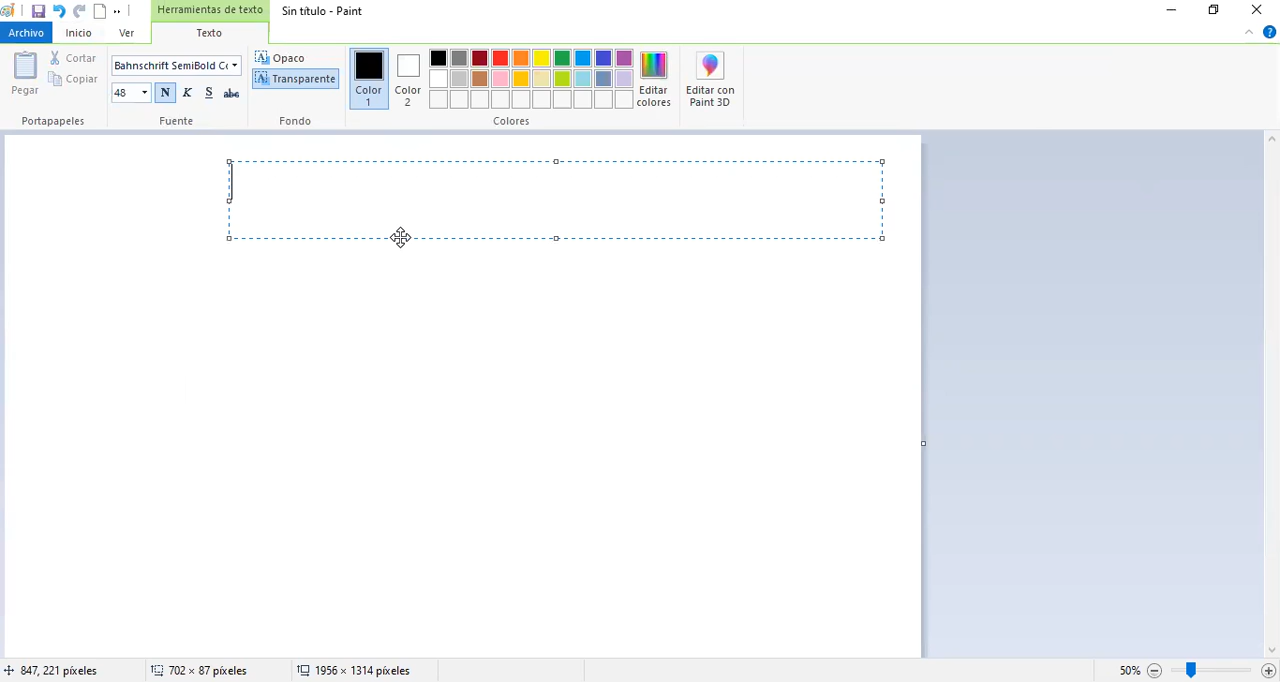 Herramientas de texto
Sin título - Paint
Archivo
Inicio
Ver
Texto
Pegar
Cortar
Copiar
Portapapeles
Bahnschrift SemiBold Cc
48
N
K
S
abc
Fuente
Opaco
Transparente
Fondo
Color
1
Color
2
Editar
colores
Colores
Editar con
Paint 3D
847, 221 píxeles
702 × 87 píxeles
1956 × 1314 píxeles
50%